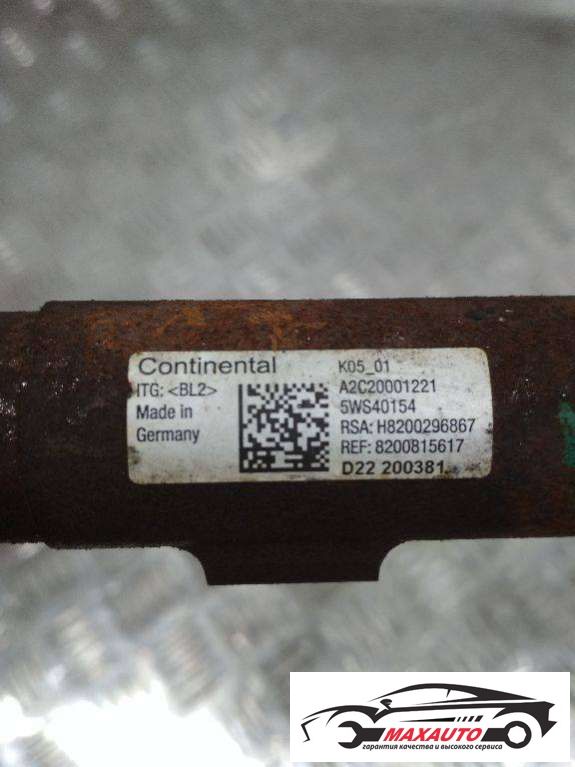 Continental
ITG: <BL2>
Made in
Germany
K05_01
A2C20001221
5WS40154
RSA: H8200296867
REF: 8200815617
D22 200381
MAXAUTO
гарантия качества и высокого сервиса